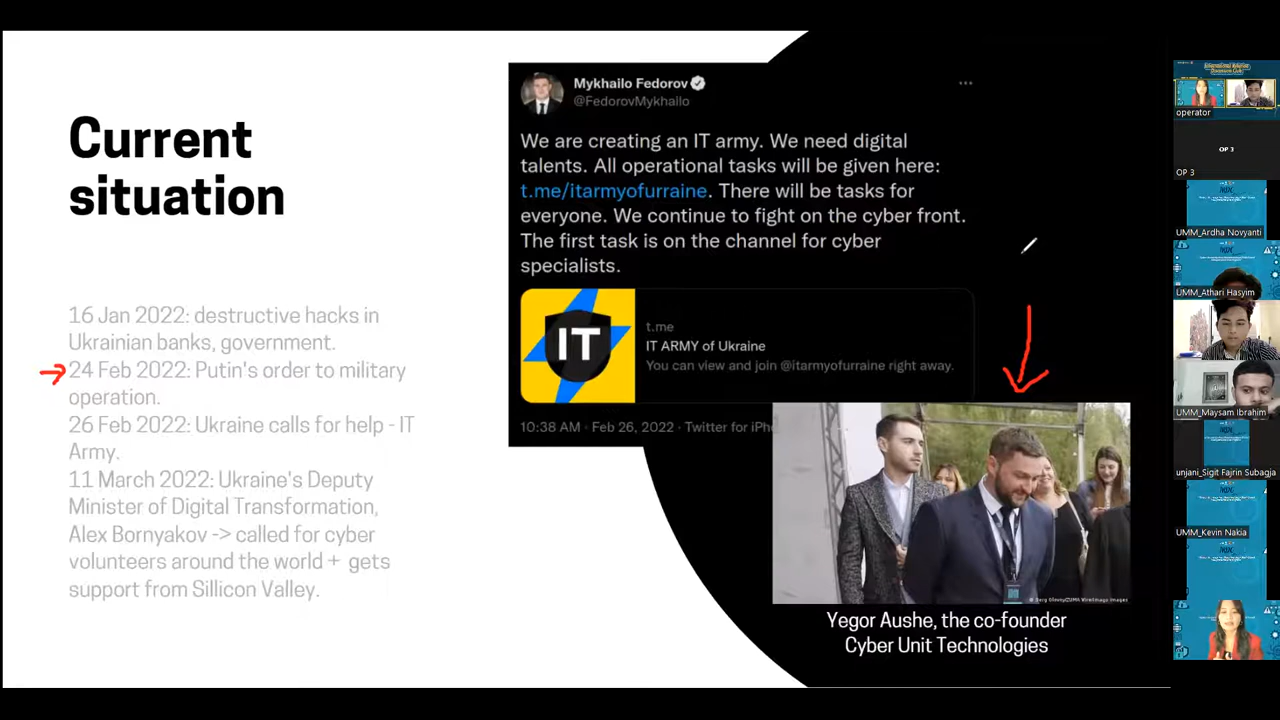 Current
situation
16 Jan 2022: destructive hacks in
Ukrainian banks, government.
24 Feb 2022: Putin's order to military
operation.
26 Feb 2022: Ukraine calls for help - IT
Army.
11 March 2022: Ukraine's Deputy
Minister of Digital Transformation,
Alex Bornyakov -> called for cyber
volunteers around the world + gets
support from Sillicon Valley.
Mykhailo Fedorov
@FedorovMykhailo
We are creating an IT army. We need digital
talents. All operational tasks will be given here:
t.me/itarmyofurraine. There will be tasks for
everyone. We continue to fight on the cyber front.
The first task is on the channel for cyber
specialists.
IT
t.me
IT ARMY of Ukraine
You can view and join @itarmyofurraine right away.
10:38 AM · Feb 26, 2022 · Twitter for iPh
Yegor Aushe, the co-founder
Cyber Unit Technologies
operator
OP 3
OP 3
UMM_Ardha Novyanti
UMM_Athari Hasyim
UMM_Maysam Ibrahim
unjani_Sigit Fajrin Subagja
UMM_Kevin Nakia